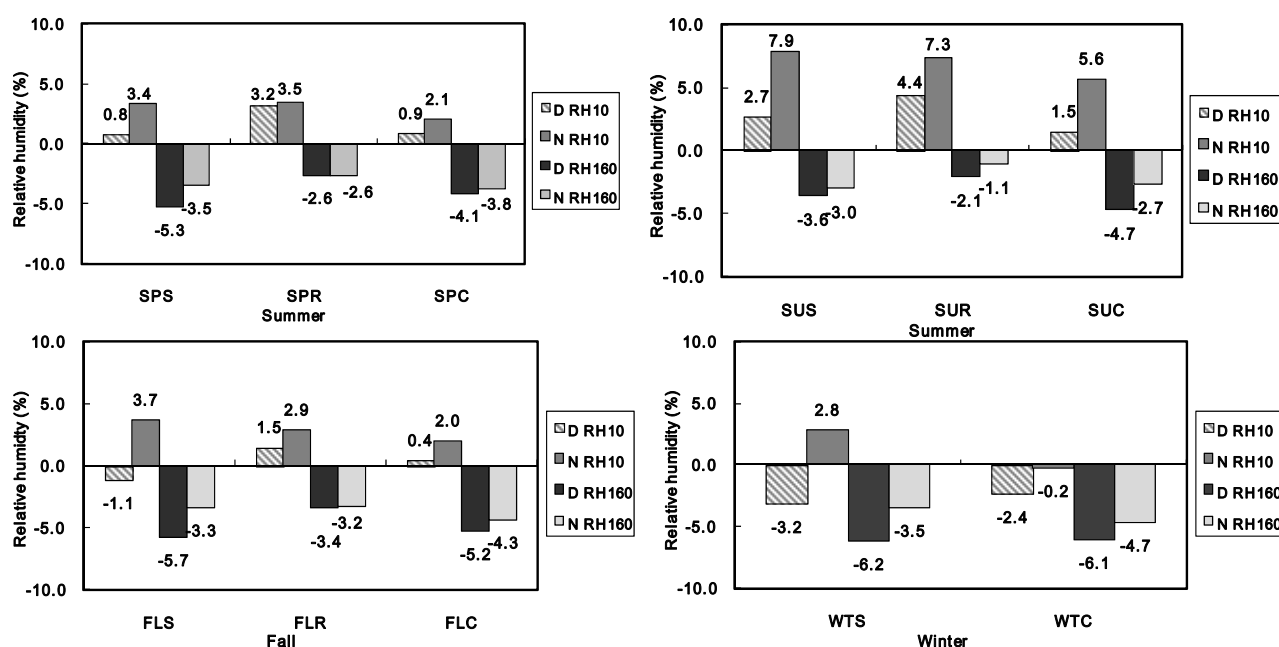 10.0
5.0
0.0
-5.0
-10.0
Relative humidity (%)
0.8
3.4
-5.3
-3.5
3.2
3.5
-2.6
-2.6
0.9
2.1
-4.1
-3.8
SPS
SPR
SPC
Summer
D RH10
N RH10
D RH160
N RH160
10.0
5.0
0.0
-5.0
-10.0
Relative humidity (%)
2.7
7.9
-3.6
-3.0
4.4
7.3
-2.1
-1.1
1.5
5.6
-4.7
-2.7
SUS
SUR
SUC
Summer
D RH10
N RH10
D RH160
N RH160
10.0
5.0
0.0
-5.0
-10.0
Relative humidty (%)
-1.1
3.7
-5.7
-3.3
1.5
2.9
-3.4
-3.2
0.4
2.0
-5.2
-4.3
FLS
FLR
FLC
Fall
D RH10
N RH10
D RH160
N RH160
10.0
5.0
0.0
-5.0
-10.0
Relative humidity (%)
-3.2
2.8
-6.2
-3.5
-2.4
-0.2
-6.1
-4.7
WTS
WTC
Winter
D RH10
N RH10
D RH160
N RH160